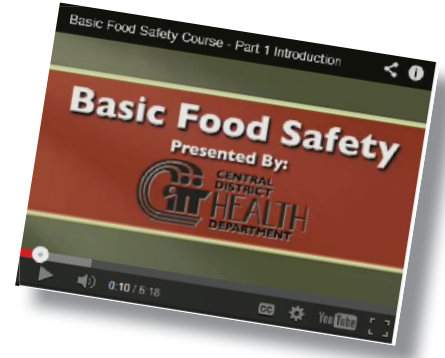 Basic Food Safety Course - Part 1 Introduction
Basic Food Safety
Presented By:
CENTRAL
DISTRICT
HEALTH
DEPARTMENT
0:10 / 5:18
CC
YouTube